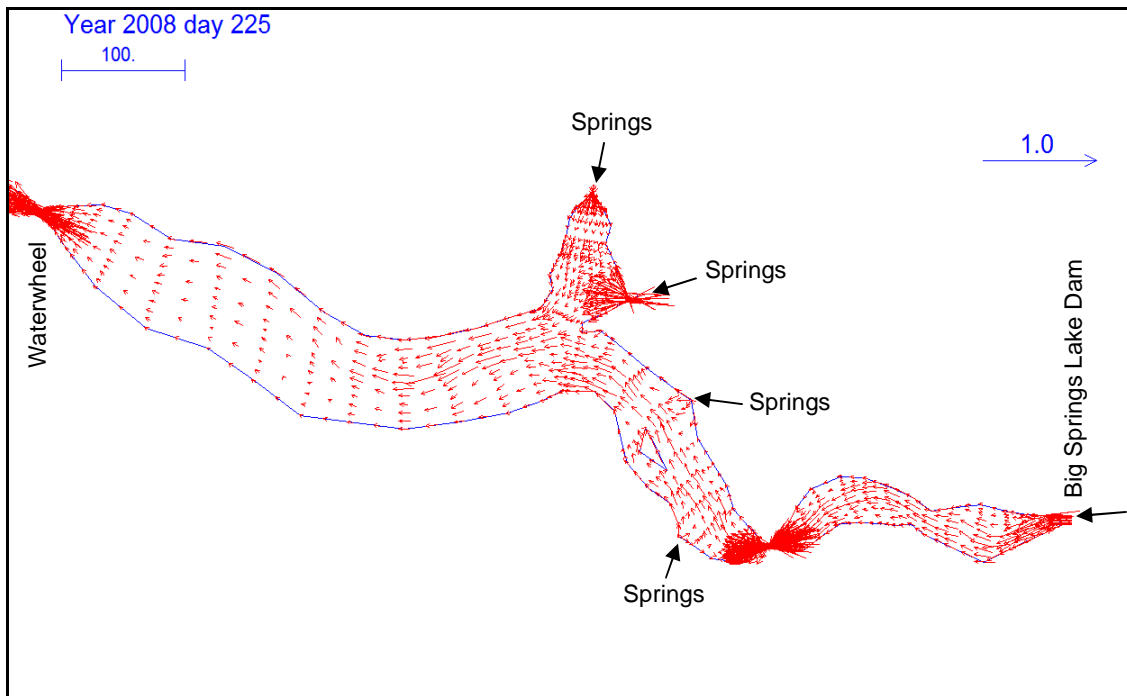 Year 2008 day 225
100.
Springs
1.0
Springs
Waterwheel
Big Springs Lake Dam
Springs
Springs